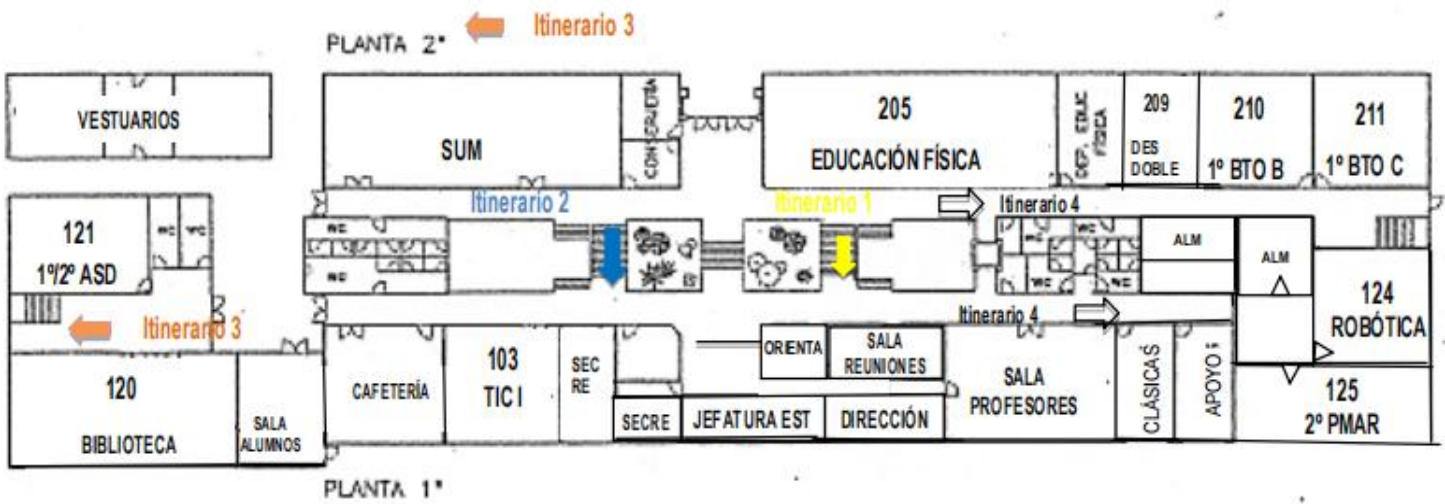 Itinerario 3
PLANTA 2ª
VESTUARIOS
SUM
CONSERJERÍA
205
EDUCACIÓN FÍSICA
DEP. EDUC
FÍSICA
209
DES
DOBLE
210
1º BTO B
211
1º BTO C
Itinerario 2
Itinerario 1
Itinerario 4
121
1º/2º ASD
WC
WC
WC
WC
WC
WC
WC
ALM
ALM
124
ROBÓTICA
Itinerario 3
Itinerario 4
120
BIBLIOTECA
SALA
ALUMNOS
CAFETERÍA
103
TIC I
SEC
RE
SECRE
ORIENTA
SALA
REUNIONES
JEFATURA EST
DIRECCIÓN
SALA
PROFESORES
CLÁSICAS
APOYO
125
2º PMAR
PLANTA 1ª